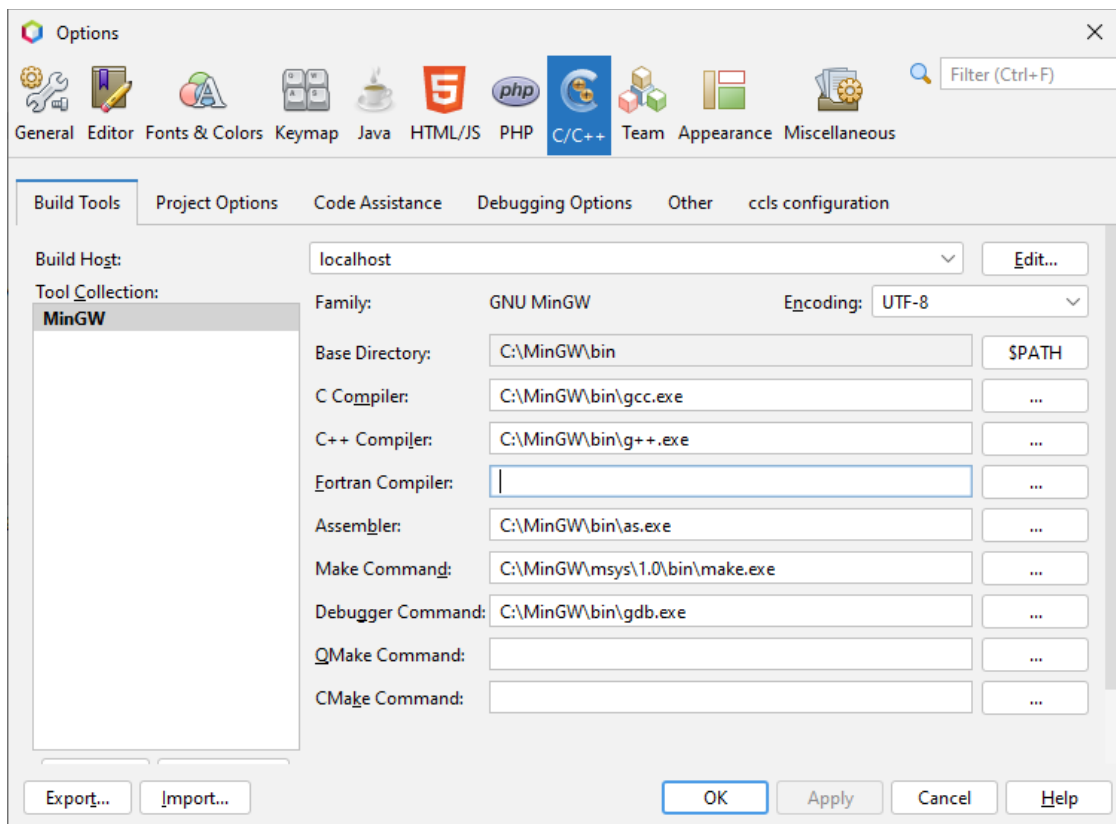 Options
Filter (Ctrl+F)
General Editor Fonts & Colors Keymap Java HTML/JS PHP C/C++ Team Appearance Miscellaneous
Build Tools Project Options Code Assistance Debugging Options Other ccls configuration
Build Host: localhost Edit...
Tool Collection:
MinGW
Family: GNU MinGW Encoding: UTF-8
Base Directory: C:\MinGW\bin $PATH
C Compiler: C:\MinGW\bin\gcc.exe ...
C++ Compiler: C:\MinGW\bin\g++.exe ...
Fortran Compiler: ...
Assembler: C:\MinGW\bin\as.exe ...
Make Command: C:\MinGW\msys\1.0\bin\make.exe ...
Debugger Command: C:\MinGW\bin\gdb.exe ...
QMake Command: ...
CMake Command: ...
Export... Import... OK Apply Cancel Help